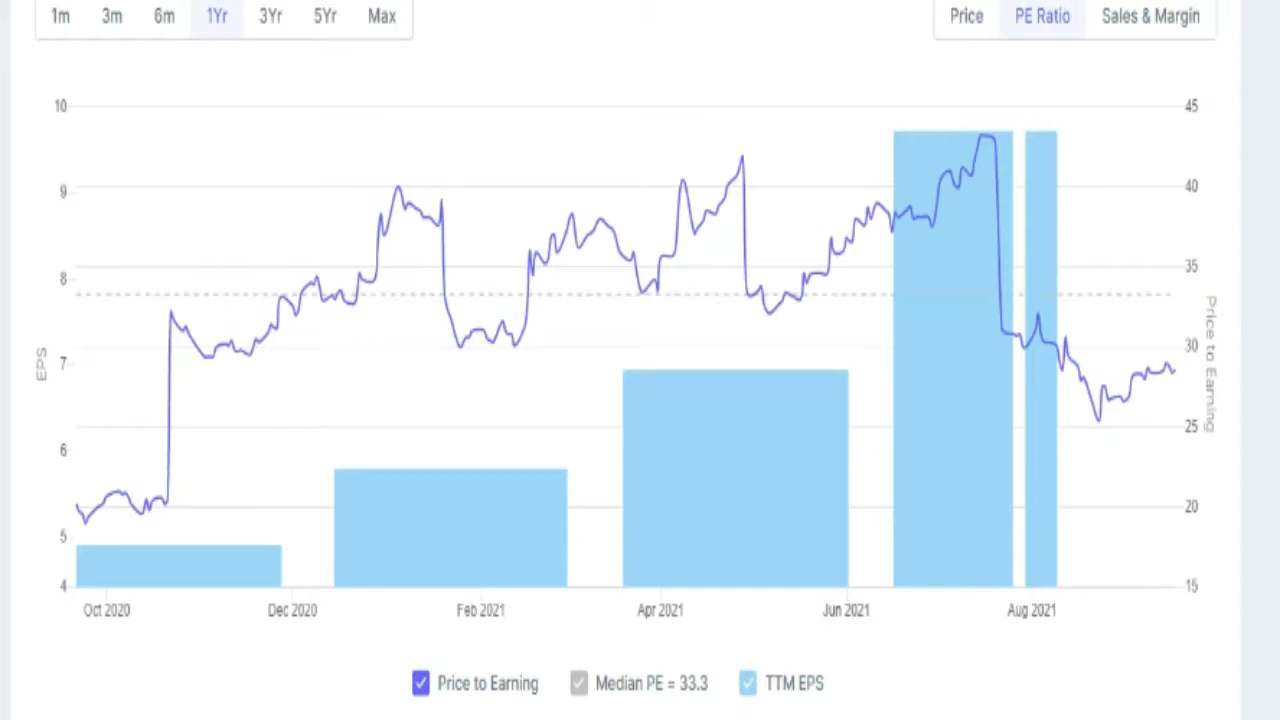 1m 3m 6m 1Yr 3Yr 5Yr Max Price PE Ratio Sales & Margin
10 45
9 40
8 35
7 30
6 25
5 20
4 15
EPS
Price to Earning
Oct 2020 Dec 2020 Feb 2021 Apr 2021 Jun 2021 Aug 2021
Price to Earning Median PE = 33.3 TTM EPS